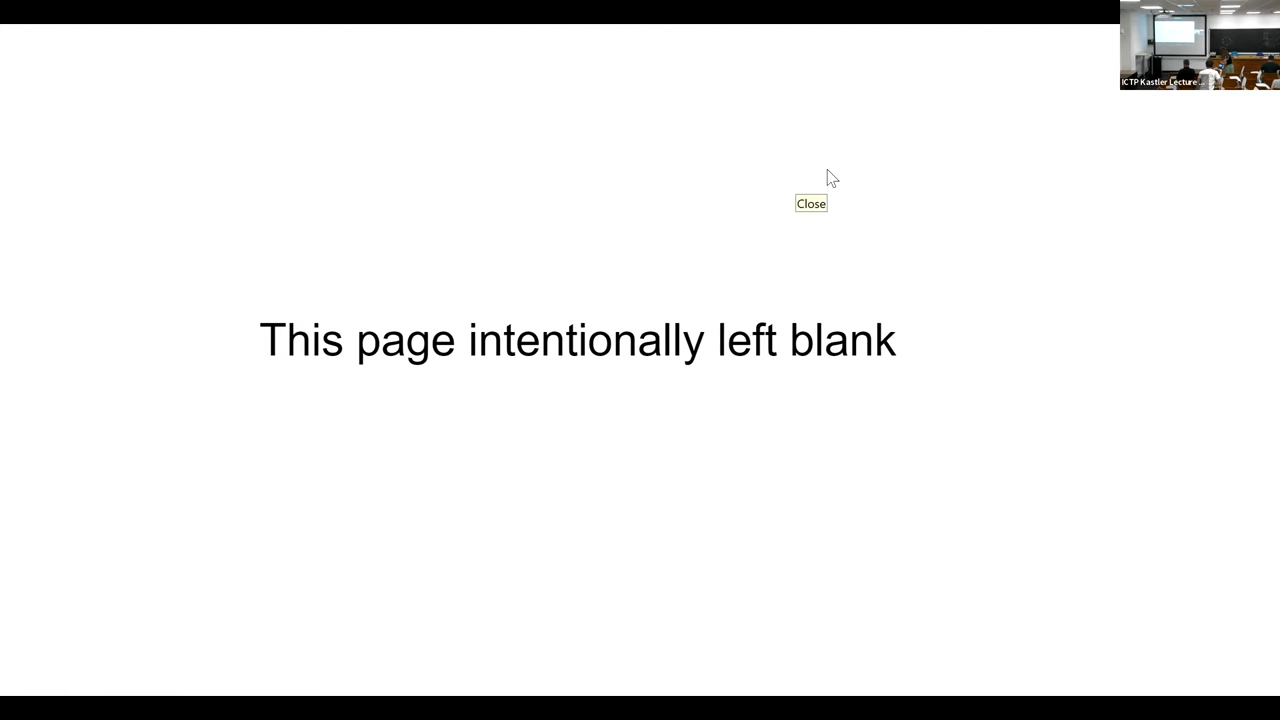 ICTP Kastler Lecture ...
Close
This page intentionally left blank